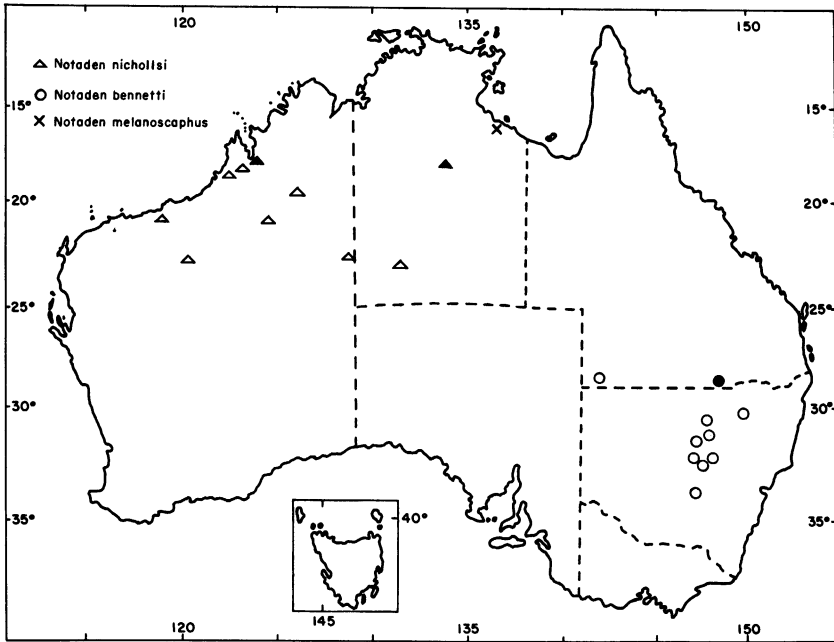 120 135 150
△ Notaden nichollsi
○ Notaden bennetti
× Notaden melanoscaphus
15° 15°
20° 20°
25° 25°
30° 30°
35° 40° 35°
145
120 135 150